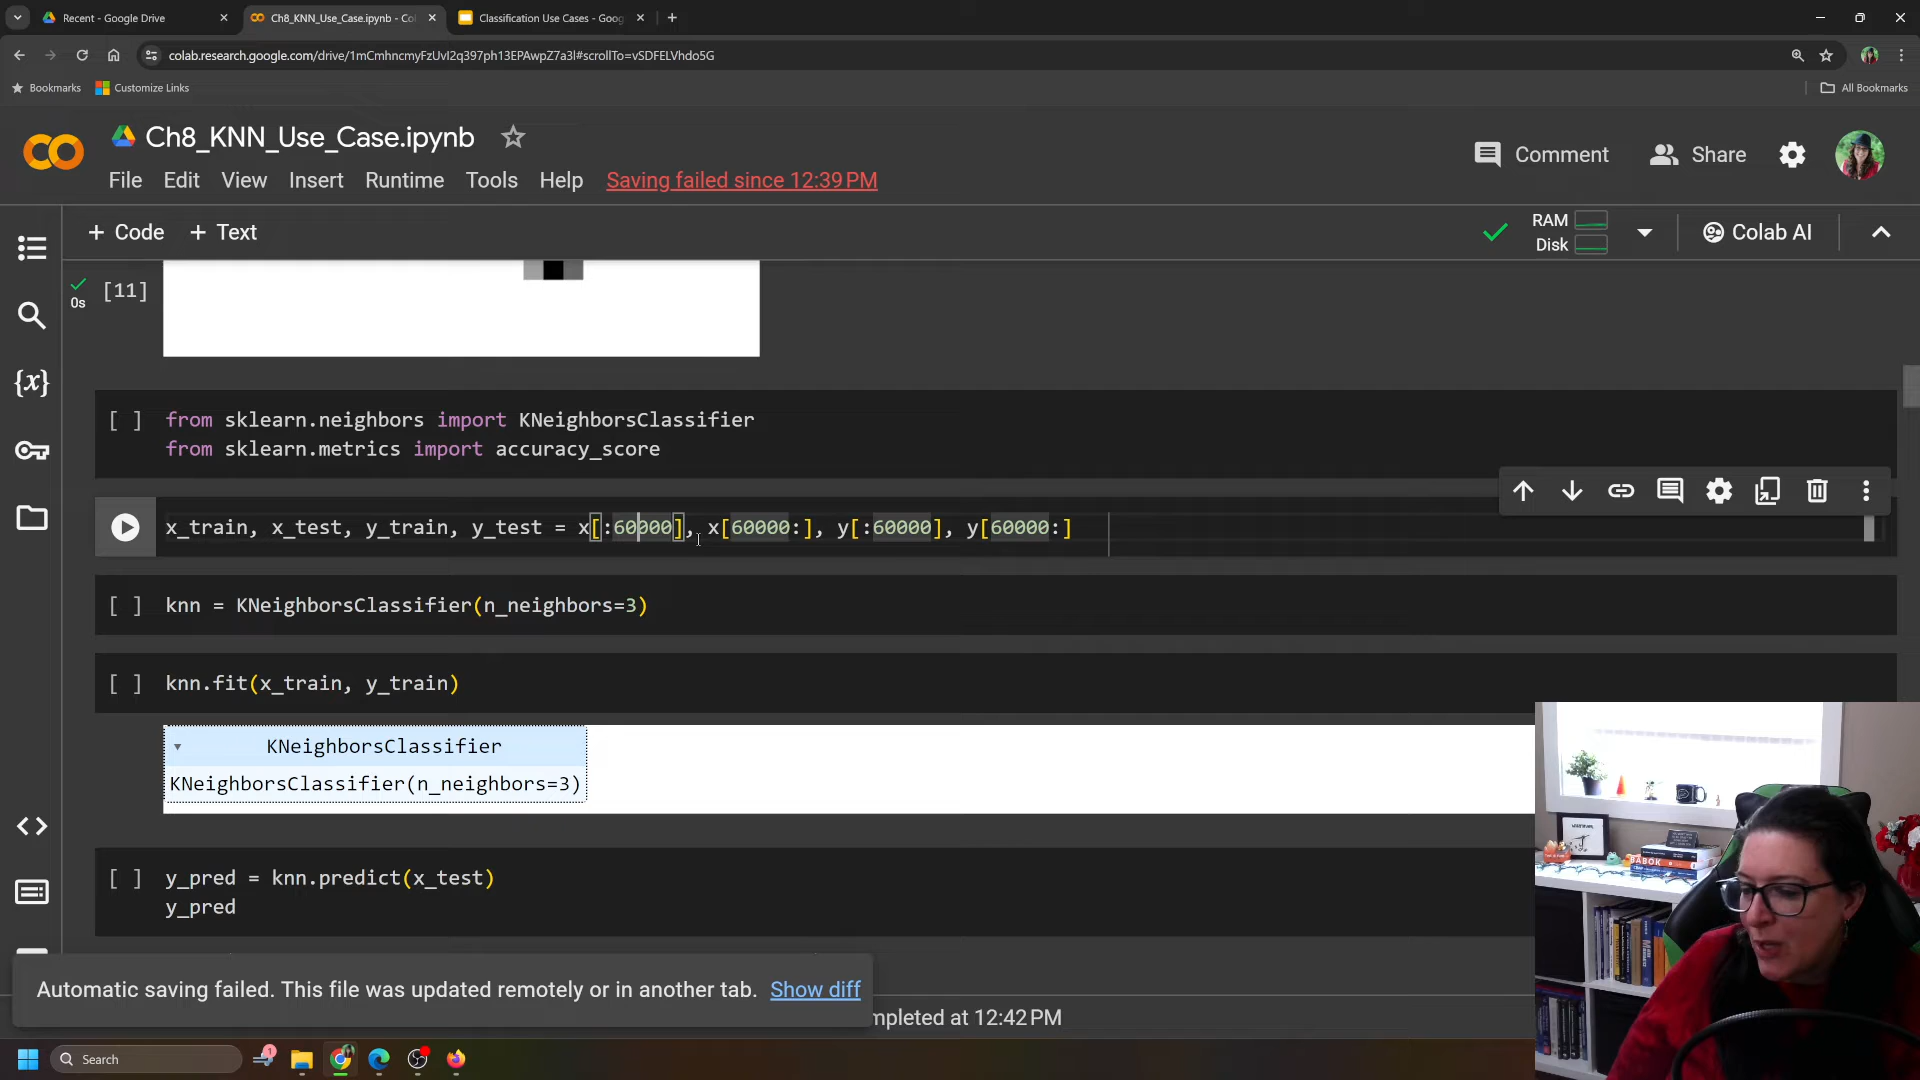 Recent - Google Drive
Ch8_KNN_Use_Case.ipynb - Co
Classification Use Cases - Goog
colab.research.google.com/drive/1mCmhncmyFzUvI2q397ph13EPAwpZ7a3l#scrollTo=vSDFELVhdo5G
Bookmarks
Customize Links
All Bookmarks
Ch8_KNN_Use_Case.ipynb
Comment
Share
File Edit View Insert Runtime Tools Help Saving failed since 12:39 PM
+ Code + Text
RAM
Disk
Colab AI
0s
[11]
[ ] from sklearn.neighbors import KNeighborsClassifier
from sklearn.metrics import accuracy_score
x_train, x_test, y_train, y_test = x[:60000], x[60000:], y[:60000], y[60000:]
[ ] knn = KNeighborsClassifier(n_neighbors=3)
[ ] knn.fit(x_train, y_train)
KNeighborsClassifier
KNeighborsClassifier(n_neighbors=3)
[ ] y_pred = knn.predict(x_test)
y_pred
Automatic saving failed. This file was updated remotely or in another tab. Show diff
mpleted at 12:42 PM
BABOK
Search
1